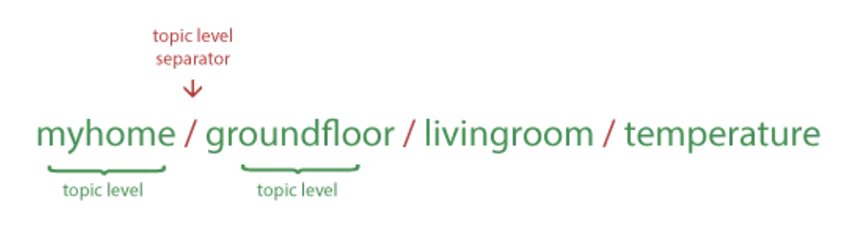 topic level
separator
myhome / groundfloor / livingroom / temperature
topic level topic level